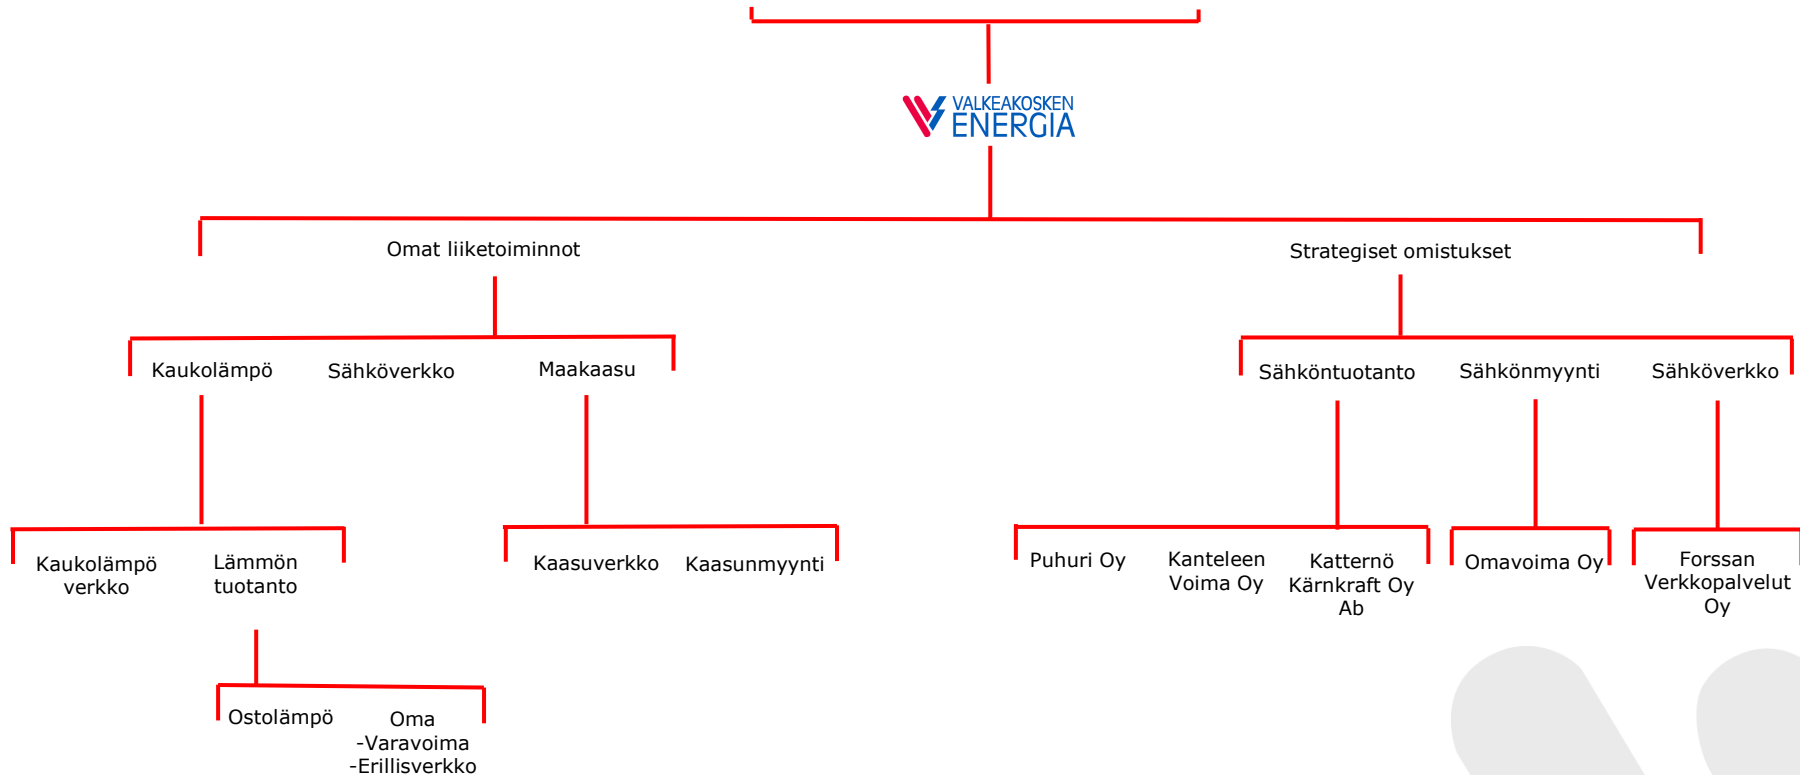 VALKEAKOSKEN
ENERGIA
Omat liiketoiminnot
Strategiset omistukset
Kaukolämpö
Sähköverkko
Maakaasu
Sähköntuotanto
Sähkönmyynti
Sähköverkko
Kaukolämpö
verkko
Lämmön
tuotanto
Kaasuverkko
Kaasunmyynti
Puhuri Oy
Kanteleen
Voima Oy
Katternö
Kärnkraft Oy
Ab
Omavoima Oy
Forssan
Verkkopalvelut
Oy
Ostolämpö
Oma
-Varavoima
-Erillisverkko